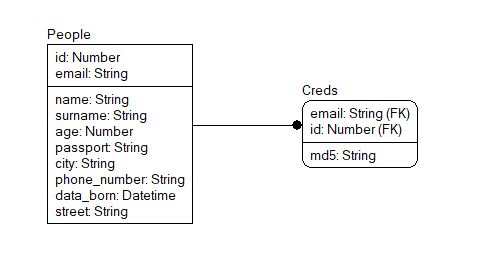 People
id: Number
email: String
name: String
surname: String
age: Number
passport: String
city: String
phone_number: String
data_born: Datetime
street: String
Creds
email: String (FK)
id: Number (FK)
md5: String